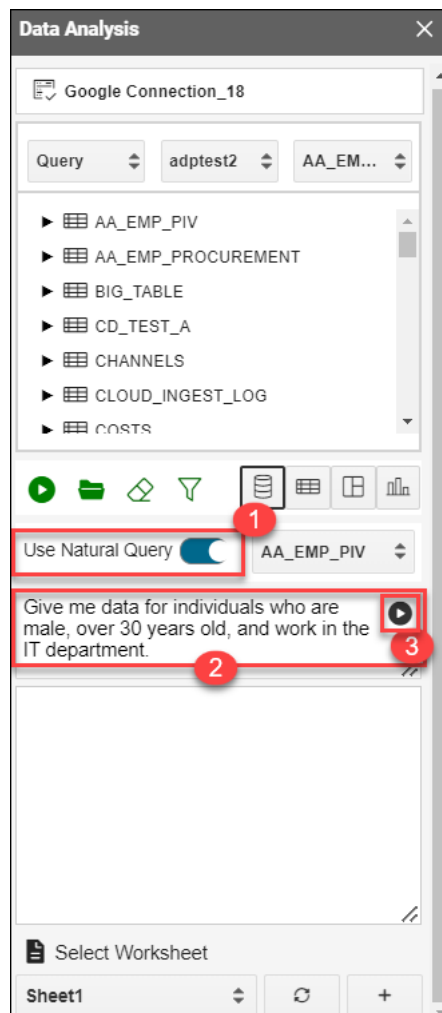 Data Analysis
Google Connection_18
Query adptest2 AA_EM...
AA_EMP_PIV
AA_EMP_PROCUREMENT
BIG_TABLE
CD_TEST_A
CHANNELS
CLOUD_INGEST_LOG
COSTS
1
Use Natural Query AA_EMP_PIV
Give me data for individuals who are
male, over 30 years old, and work in the
IT department.
3
2
Select Worksheet
Sheet1